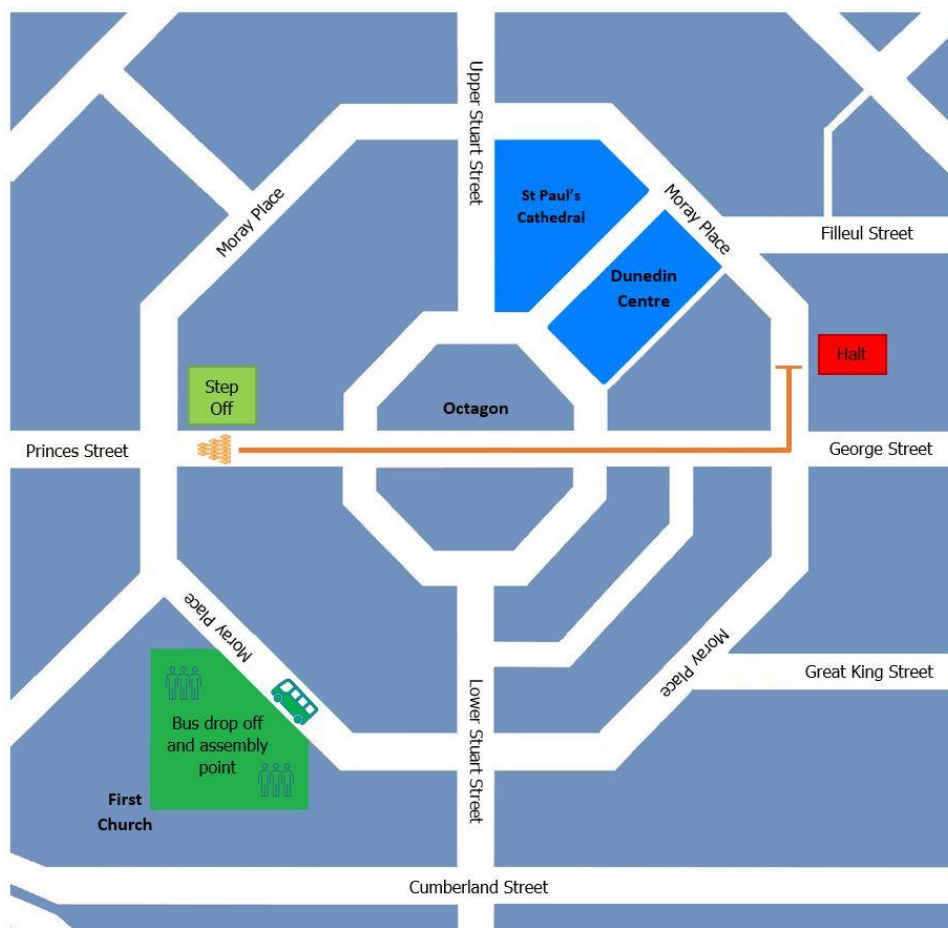 Upper Stuart Street
St Paul's
Cathedral
Moray Place
Moray Place
Filleul Street
Dunedin
Centre
Halt
Step
Off
Octagon
Princes Street
George Street
Moray Place
Moray Place
Great King Street
Lower Stuart Street
Bus drop off
and assembly
point
First
Church
Cumberland Street